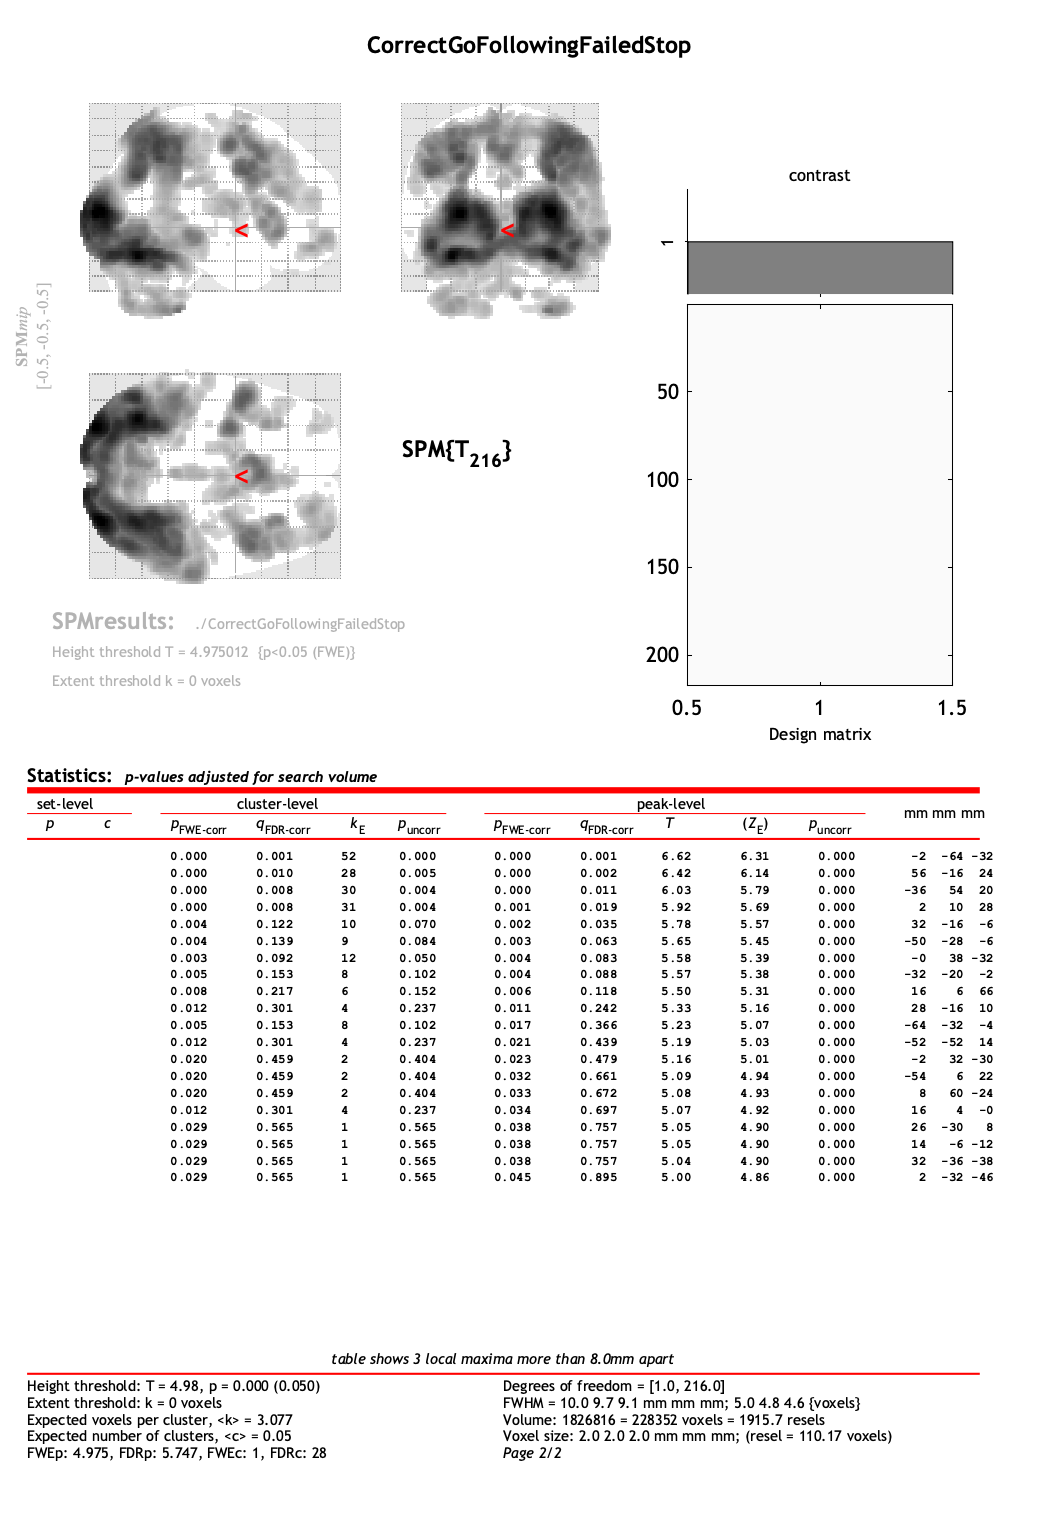 CorrectGoFollowingFailedStop
<
<
<
SPMmip
[-0.5, -0.5, -0.5]
SPM{T216}
contrast
1
50
100
150
200
0.5 1 1.5
Design matrix
SPMresults: ./CorrectGoFollowingFailedStop
Height threshold T = 4.975012 {p<0.05 (FWE)}
Extent threshold k = 0 voxels
Statistics: p-values adjusted for search volume
set-level cluster-level peak-level mm mm mm
p c pFWE-corr qFDR-corr kE puncorr pFWE-corr qFDR-corr T (ZE) puncorr
0.000 0.001 52 0.000 0.000 0.001 6.62 6.31 0.000 -2 -64 -32
0.000 0.010 28 0.005 0.000 0.002 6.42 6.14 0.000 56 -16 24
0.000 0.008 30 0.004 0.000 0.011 6.03 5.79 0.000 -36 54 20
0.000 0.008 31 0.004 0.001 0.019 5.92 5.69 0.000 2 10 28
0.004 0.122 10 0.070 0.002 0.035 5.78 5.57 0.000 32 -16 -6
0.004 0.139 9 0.084 0.003 0.063 5.65 5.45 0.000 -50 -28 -6
0.003 0.092 12 0.050 0.004 0.083 5.58 5.39 0.000 -0 38 -32
0.005 0.153 8 0.102 0.004 0.088 5.57 5.38 0.000 -32 -20 -2
0.008 0.217 6 0.152 0.006 0.118 5.50 5.31 0.000 16 6 66
0.012 0.301 4 0.237 0.011 0.242 5.33 5.16 0.000 28 -16 10
0.005 0.153 8 0.102 0.017 0.366 5.23 5.07 0.000 -64 -32 -4
0.012 0.301 4 0.237 0.021 0.439 5.19 5.03 0.000 -52 -52 14
0.020 0.459 2 0.404 0.023 0.479 5.16 5.01 0.000 -2 32 -30
0.020 0.459 2 0.404 0.032 0.661 5.09 4.94 0.000 -54 6 22
0.020 0.459 2 0.404 0.033 0.672 5.08 4.93 0.000 8 60 -24
0.012 0.301 4 0.237 0.034 0.697 5.07 4.92 0.000 16 4 -0
0.029 0.565 1 0.565 0.038 0.757 5.05 4.90 0.000 26 -30 8
0.029 0.565 1 0.565 0.038 0.757 5.05 4.90 0.000 14 -6 -12
0.029 0.565 1 0.565 0.038 0.757 5.04 4.90 0.000 32 -36 -38
0.029 0.565 1 0.565 0.045 0.895 5.00 4.86 0.000 2 -32 -46
table shows 3 local maxima more than 8.0mm apart
Height threshold: T = 4.98, p = 0.000 (0.050)
Extent threshold: k = 0 voxels
Expected voxels per cluster, <k> = 3.077
Expected number of clusters, <c> = 0.05
FWEp: 4.975, FDRp: 5.747, FWEc: 1, FDRc: 28
Degrees of freedom = [1.0, 216.0]
FWHM = 10.0 9.7 9.1 mm mm mm; 5.0 4.8 4.6 {voxels}
Volume: 1826816 = 228352 voxels = 1915.7 resels
Voxel size: 2.0 2.0 2.0 mm mm mm; (resel = 110.17 voxels)
Page 2/2